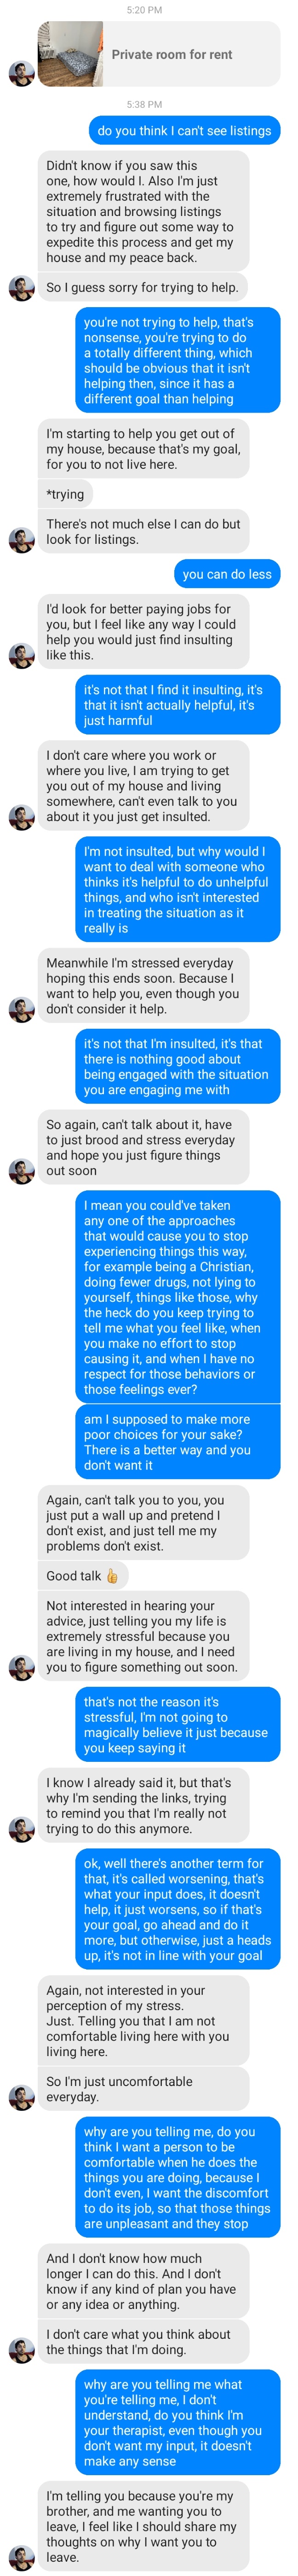 5:20 PM
Private room for rent
5:38 PM
do you think I can't see listings
Didn't know if you saw this
one, how would I. Also I'm just
extremely frustrated with the
situation and browsing listings
to try and figure out some way to
expedite this process and get my
house and my peace back.
So I guess sorry for trying to help.
you're not trying to help, that's
nonsense, you're trying to do
a totally different thing, which
should be obvious that it isn't
helping then, since it has a
different goal than helping
I'm starting to help you get out of
my house, because that's my goal,
for you to not live here.
*trying
There's not much else I can do but
look for listings.
you can do less
I'd look for better paying jobs for
you, but I feel like any way I could
help you would just find insulting
like this.
it's not that I find it insulting, it's
that it isn't actually helpful, it's
just harmful
I don't care where you work or
where you live, I am trying to get
you out of my house and living
somewhere, can't even talk to you
about it you just get insulted.
I'm not insulted, but why would I
want to deal with someone who
thinks it's helpful to do unhelpful
things, and who isn't interested
in treating the situation as it
really is
Meanwhile I'm stressed everyday
hoping this ends soon. Because I
want to help you, even though you
don't consider it help.
it's not that I'm insulted, it's that
there is nothing good about
being engaged with the situation
you are engaging me with
So again, can't talk about it, have
to just brood and stress everyday
and hope you just figure things
out soon
I mean you could've taken
any one of the approaches
that would cause you to stop
experiencing things this way,
for example being a Christian,
doing fewer drugs, not lying to
yourself, things like those, why
the heck do you keep trying to
tell me what you feel like, when
you make no effort to stop
causing it, and when I have no
respect for those behaviors or
those feelings ever?
am I supposed to make more
poor choices for your sake?
There is a better way and you
don't want it
Again, can't talk you to you, you
just put a wall up and pretend I
don't exist, and just tell me my
problems don't exist.
Good talk 👍
Not interested in hearing your
advice, just telling you my life is
extremely stressful because you
are living in my house, and I need
you to figure something out soon.
that's not the reason it's
stressful, I'm not going to
magically believe it just because
you keep saying it
I know I already said it, but that's
why I'm sending the links, trying
to remind you that I'm really not
trying to do this anymore.
ok, well there's another term for
that, it's called worsening, that's
what your input does, it doesn't
help, it just worsens, so if that's
your goal, go ahead and do it
more, but otherwise, just a heads
up, it's not in line with your goal
Again, not interested in your
perception of my stress.
Just. Telling you that I am not
comfortable living here with you
living here.
So I'm just uncomfortable
everyday.
why are you telling me, do you
think I want a person to be
comfortable when he does the
things you are doing, because I
don't even, I want the discomfort
to do its job, so that those things
are unpleasant and they stop
And I don't know how much
longer I can do this. And I don't
know if any kind of plan you have
or any idea or anything.
I don't care what you think about
the things that I'm doing.
why are you telling me what
you're telling me, I don't
understand, do you think I'm
your therapist, even though you
don't want my input, it doesn't
make any sense
I'm telling you because you're my
brother, and me wanting you to
leave, I feel like I should share my
thoughts on why I want you to
leave.